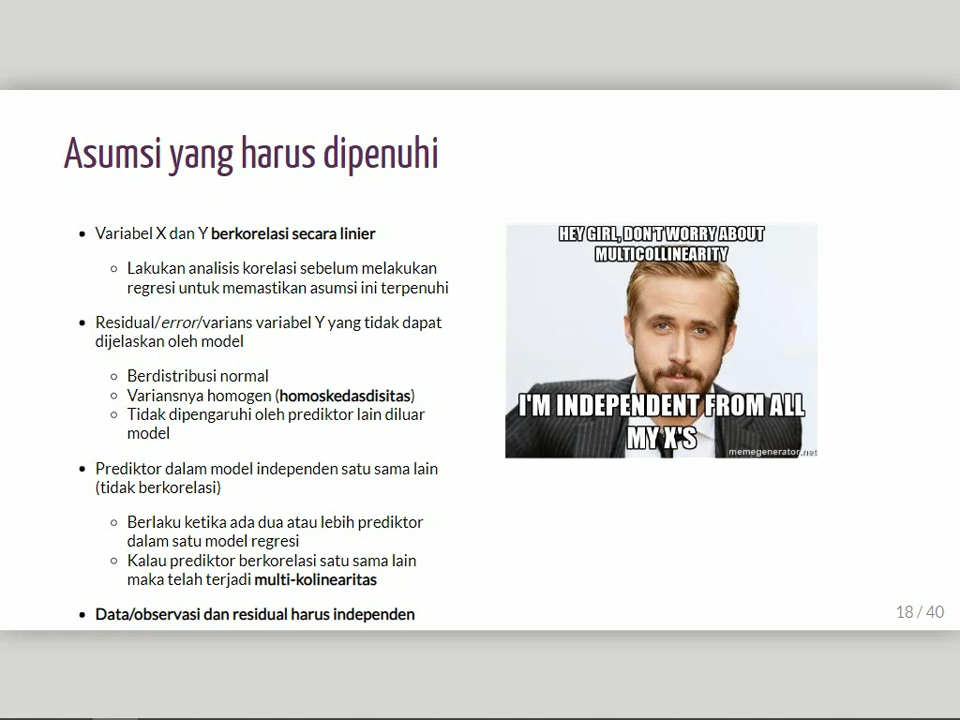 Asumsi yang harus dipenuhi
Variabel X dan Y berkorelasi secara linier
Lakukan analisis korelasi sebelum melakukan
regresi untuk memastikan asumsi ini terpenuhi
Residual/error/varians variabel Y yang tidak dapat
dijelaskan oleh model
Berdistribusi normal
Variansnya homogen (homoskedasdisitas)
Tidak dipengaruhi oleh prediktor lain diluar
model
Prediktor dalam model independen satu sama lain
(tidak berkorelasi)
Berlaku ketika ada dua atau lebih prediktor
dalam satu model regresi
Kalau prediktor berkorelasi satu sama lain
maka telah terjadi multi-kolinearitas
Data/observasi dan residual harus independen
HEY GIRL, DON'T WORRY ABOUT
MULTICOLLINEARITY
I'M INDEPENDENT FROM ALL
MY X'S
memegenerator.net
18 / 40